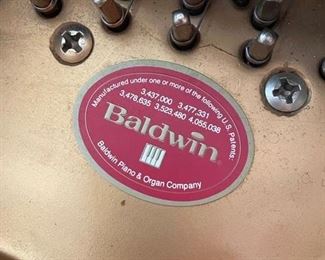 Manufactured under one or more of the following U.S. Patents:
3,437,000 3,477,331
3,478,635 3,523,480 4,055,038
Baldwin
Baldwin Piano & Organ Company